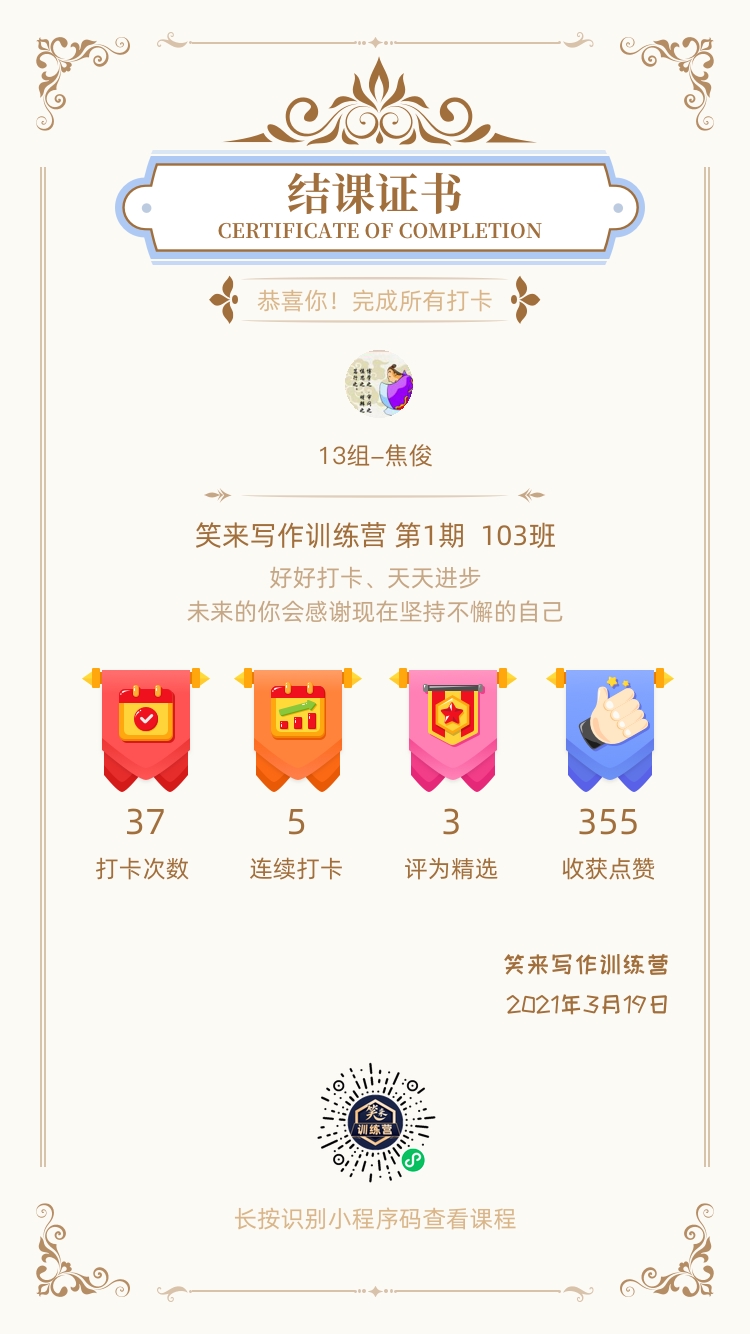 结课证书
CERTIFICATE OF COMPLETION
恭喜你！完成所有打卡
13组–焦俊
笑来写作训练营 第1期 103班
好好打卡、天天进步
未来的你会感谢现在坚持不懈的自己
37 5 3 355
打卡次数 连续打卡 评为精选 收获点赞
笑来写作训练营
2021年3月19日
笑来
训练营
长按识别小程序码查看课程